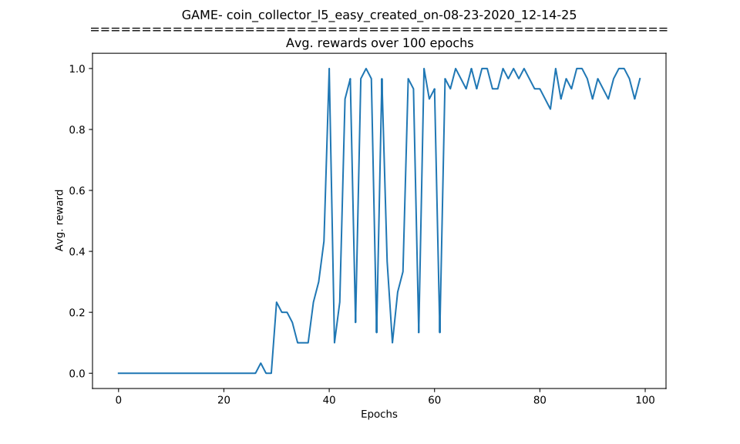 GAME- coin_collector_l5_easy_created_on-08-23-2020_12-14-25
========================================================
Avg. rewards over 100 epochs
1.0
0.8
0.6
0.4
0.2
0.0
Avg. reward
0 20 40 60 80 100
Epochs